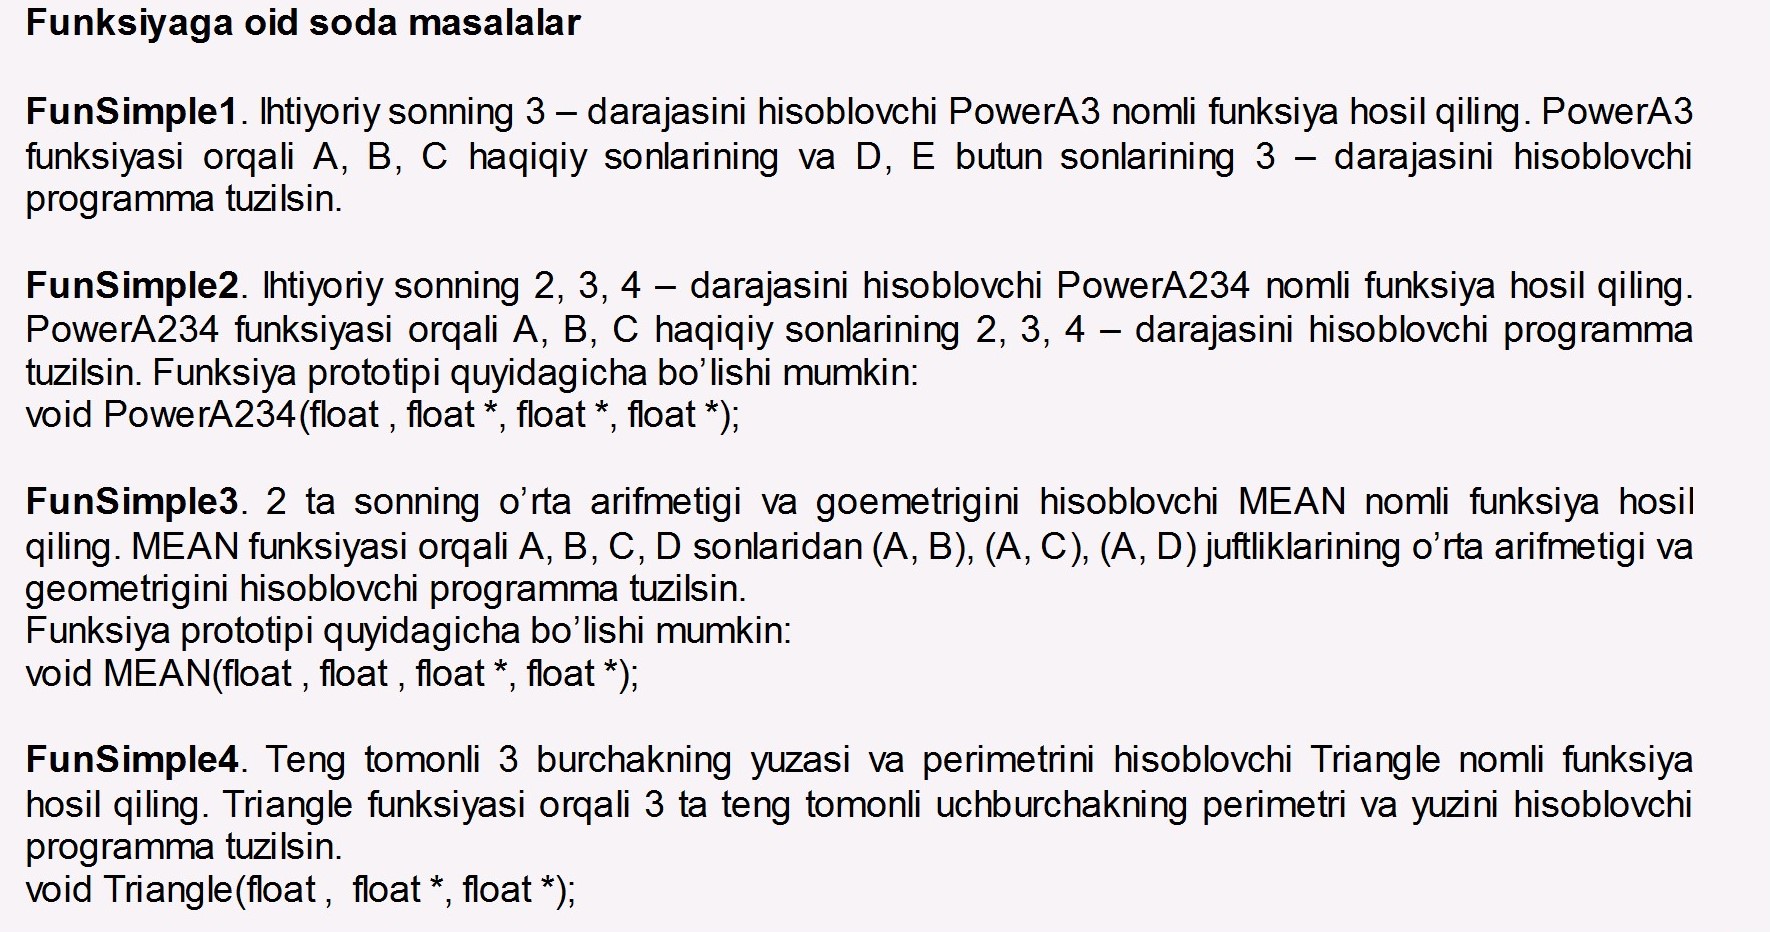 Funksiyaga oid soda masalalar
FunSimple1. Ihtiyoriy sonning 3 – darajasini hisoblovchi PowerA3 nomli funksiya hosil qiling. PowerA3
funksiyasi orqali A, B, C haqiqiy sonlarining va D, E butun sonlarining 3 – darajasini hisoblovchi
programma tuzilsin.
FunSimple2. Ihtiyoriy sonning 2, 3, 4 – darajasini hisoblovchi PowerA234 nomli funksiya hosil qiling.
PowerA234 funksiyasi orqali A, B, C haqiqiy sonlarining 2, 3, 4 – darajasini hisoblovchi programma
tuzilsin. Funksiya prototipi quyidagicha bo’lishi mumkin:
void PowerA234(float , float *, float *, float *);
FunSimple3. 2 ta sonning o’rta arifmetigi va goemetrigini hisoblovchi MEAN nomli funksiya hosil
qiling. MEAN funksiyasi orqali A, B, C, D sonlaridan (A, B), (A, C), (A, D) juftliklarining o’rta arifmetigi va
geometrigini hisoblovchi programma tuzilsin.
Funksiya prototipi quyidagicha bo’lishi mumkin:
void MEAN(float , float , float *, float *);
FunSimple4. Teng tomonli 3 burchakning yuzasi va perimetrini hisoblovchi Triangle nomli funksiya
hosil qiling. Triangle funksiyasi orqali 3 ta teng tomonli uchburchakning perimetri va yuzini hisoblovchi
programma tuzilsin.
void Triangle(float , float *, float *);